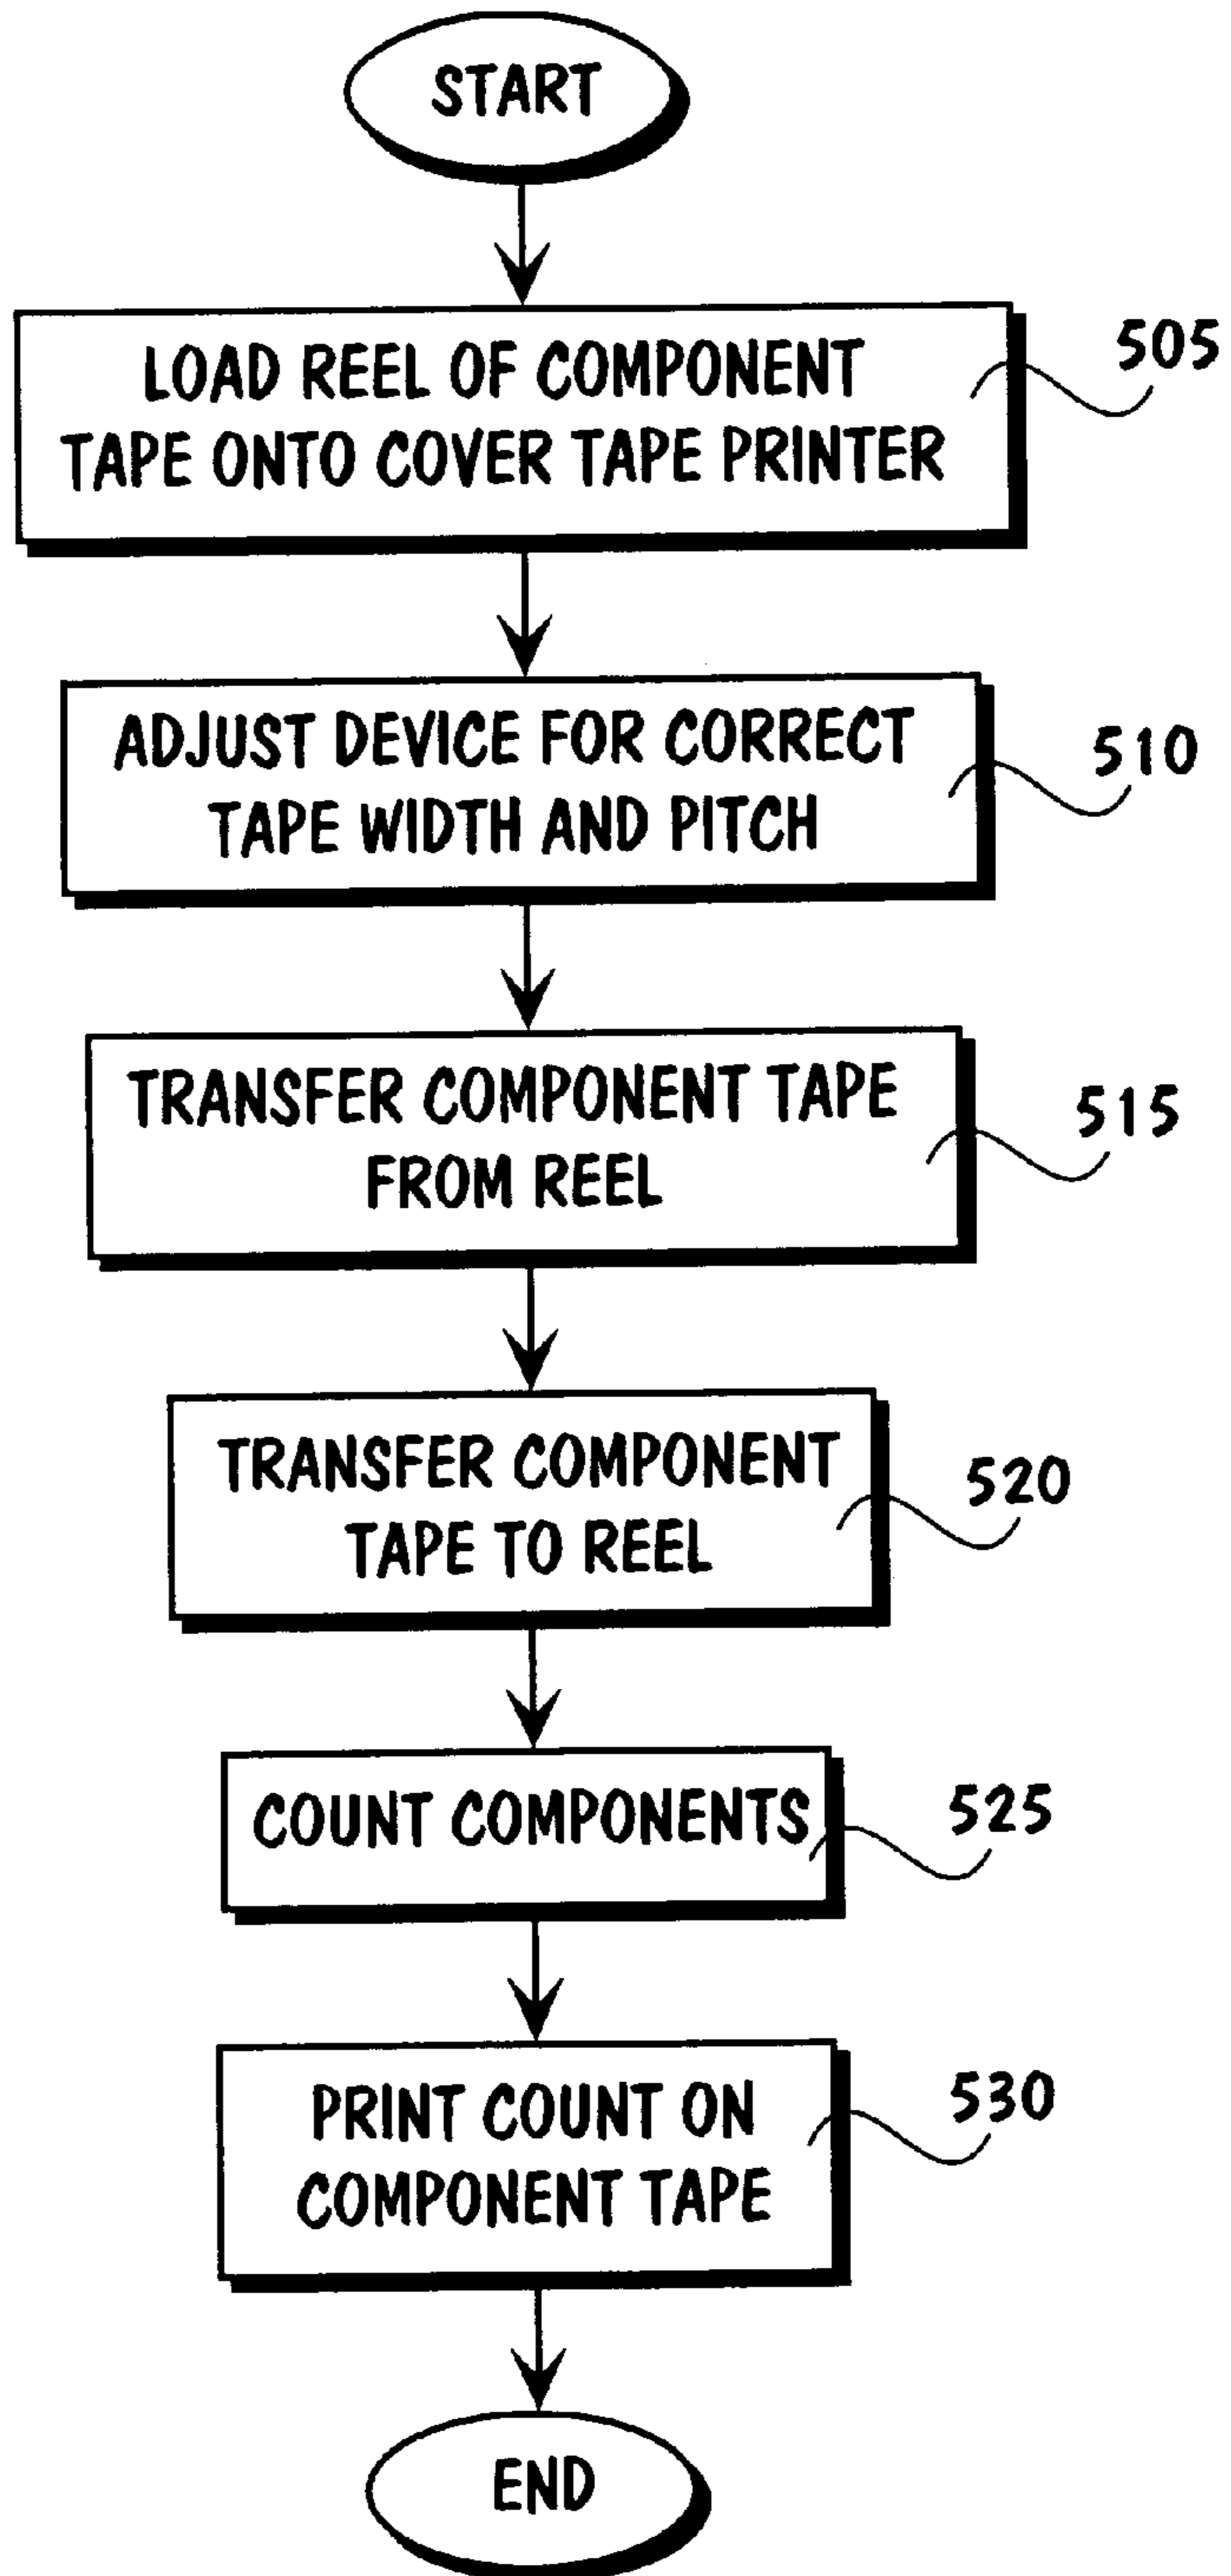 START
LOAD REEL OF COMPONENT
TAPE ONTO COVER TAPE PRINTER
505
ADJUST DEVICE FOR CORRECT
TAPE WIDTH AND PITCH
510
TRANSFER COMPONENT TAPE
FROM REEL
515
TRANSFER COMPONENT
TAPE TO REEL
520
COUNT COMPONENTS
525
PRINT COUNT ON
COMPONENT TAPE
530
END